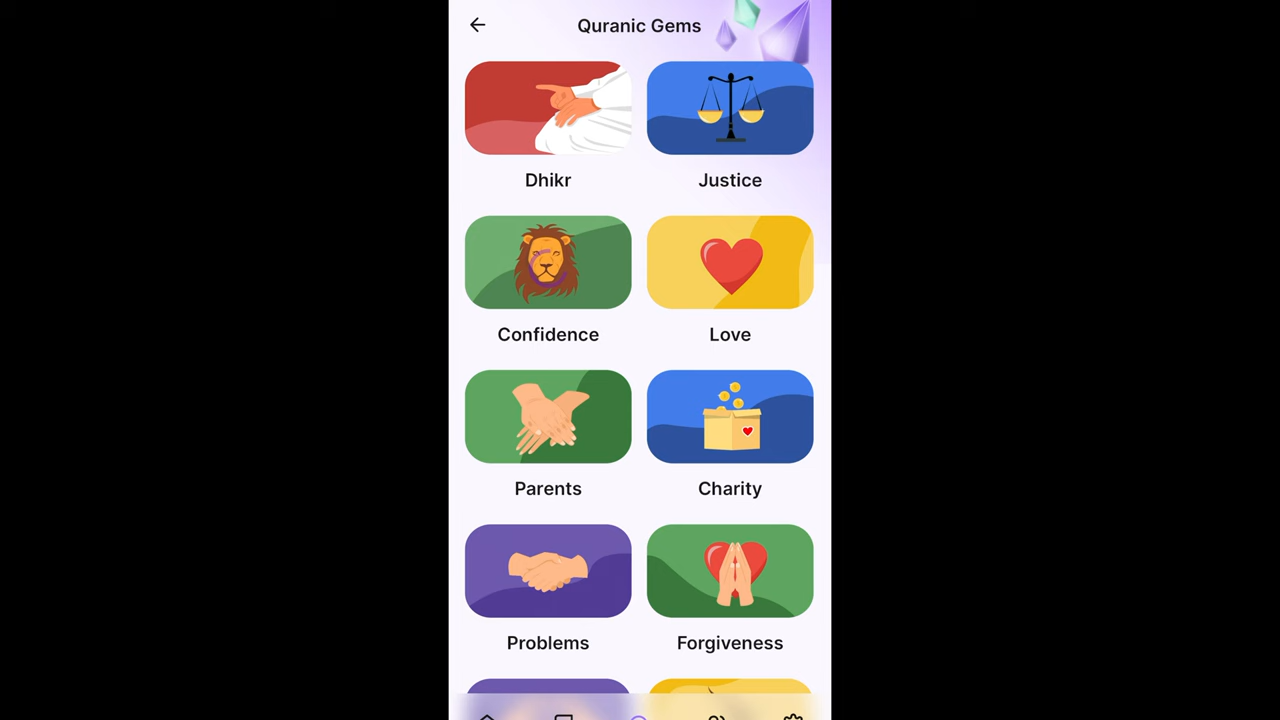 Quranic Gems
Dhikr
Justice
Confidence
Love
Parents
Charity
Problems
Forgiveness